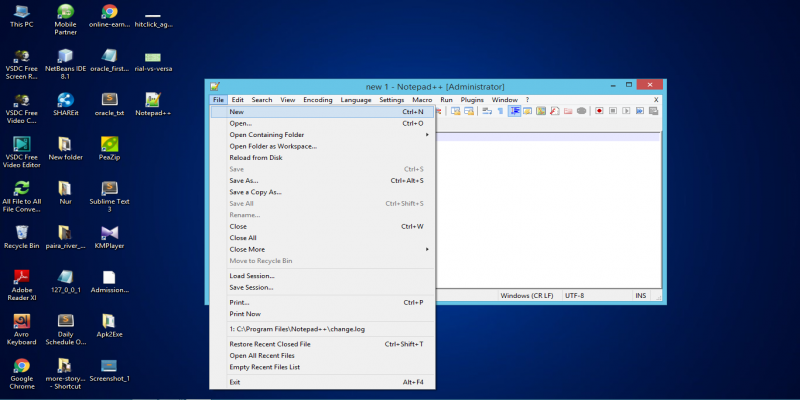 This PC
Mobile Partner
online-earn...
hitclick_ag...
VSDC Free Screen R...
NetBeans IDE 8.1
oracle_first...
rial-vs-versa
VSDC Free Video C...
SHAREit
oracle_txt
Notepad++
VSDC Free Video Editor
New folder
PeaZip
All File to All File Conve...
Nur
Sublime Text 3
Recycle Bin
paira_river_...
KMPlayer
Adobe Reader XI
127_0_0_1
Admission...
Avro Keyboard
Daily Schedule O...
Apk2Exe
Google Chrome
more-story... - Shortcut
Screenshot_1
new 1 - Notepad++ [Administrator]
File Edit Search View Encoding Language Settings Macro Run Plugins Window ? X
New Ctrl+N
Open... Ctrl+O
Open Containing Folder
Open Folder as Workspace...
Reload from Disk
Save Ctrl+S
Save As... Ctrl+Alt+S
Save a Copy As...
Save All Ctrl+Shift+S
Rename...
Close Ctrl+W
Close All
Close More
Move to Recycle Bin
Load Session...
Save Session...
Print... Ctrl+P
Print Now
1: C:\Program Files\Notepad++\change.log
Restore Recent Closed File Ctrl+Shift+T
Open All Recent Files
Empty Recent Files List
Exit Alt+F4
Windows (CR LF) UTF-8 INS